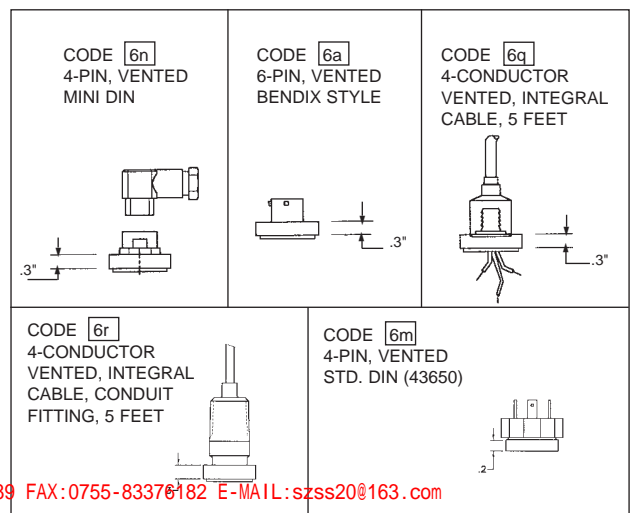 CODE 6n
4-PIN, VENTED
MINI DIN
.3"
CODE 6a
6-PIN, VENTED
BENDIX STYLE
.3"
CODE 6q
4-CONDUCTOR
VENTED, INTEGRAL
CABLE, 5 FEET
.3"
CODE 6r
4-CONDUCTOR
VENTED, INTEGRAL
CABLE, CONDUIT
FITTING, 5 FEET
CODE 6m
4-PIN, VENTED
STD. DIN (43650)
.2
39 FAX:0755-83376182 E-MAIL:szss20@163.com